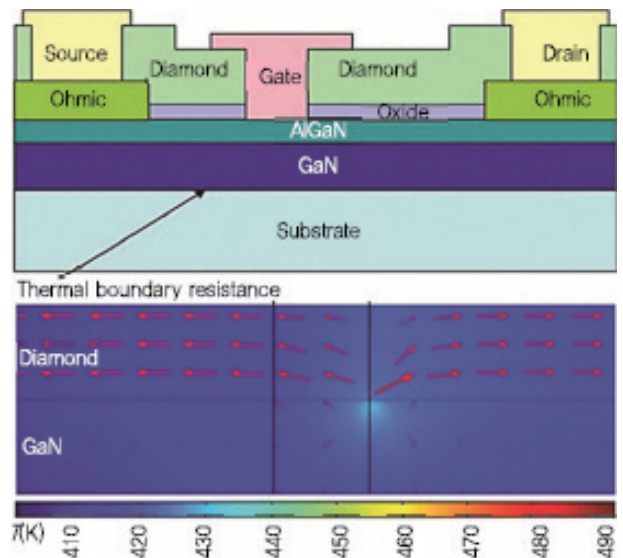 Source
Drain
Diamond
Gate
Diamond
Ohmic
Ohmic
Oxide
AlGaN
GaN
Substrate
Thermal boundary resistance
Diamond
GaN
T(K)
410
420
430
440
450
460
470
480
490